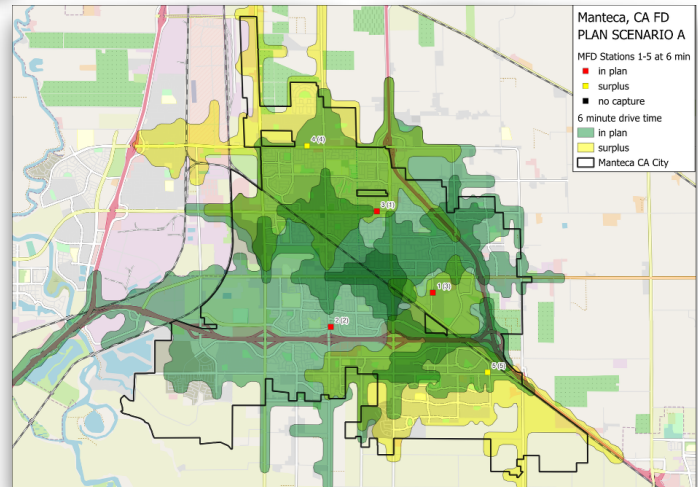 Manteca, CA FD
PLAN SCENARIO A
MFD Stations 1-5 at 6 min
in plan
surplus
no capture
6 minute drive time
in plan
surplus
Manteca CA City
4 (4)
3 (1)
1 (3)
2 (2)
5 (5)